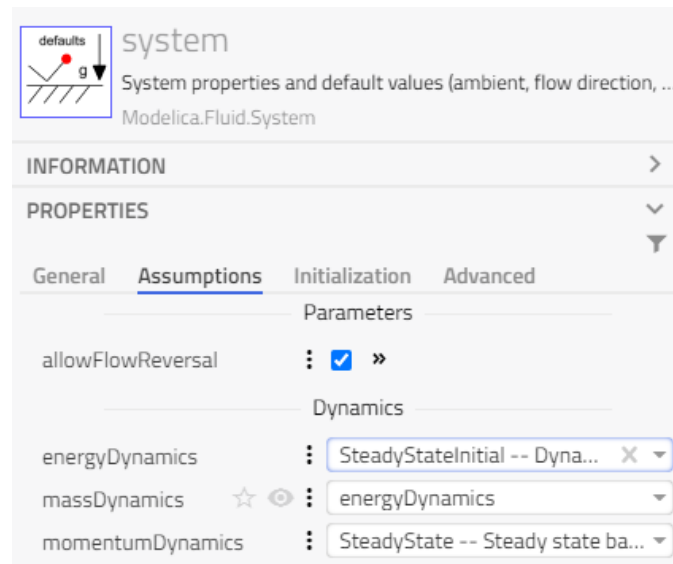 defaults
g
system
System properties and default values (ambient, flow direction, ...
Modelica.Fluid.System
INFORMATION
PROPERTIES
General Assumptions Initialization Advanced
Parameters
allowFlowReversal »
Dynamics
energyDynamics SteadyStateInitial -- Dyna...
massDynamics energyDynamics
momentumDynamics SteadyState -- Steady state ba...